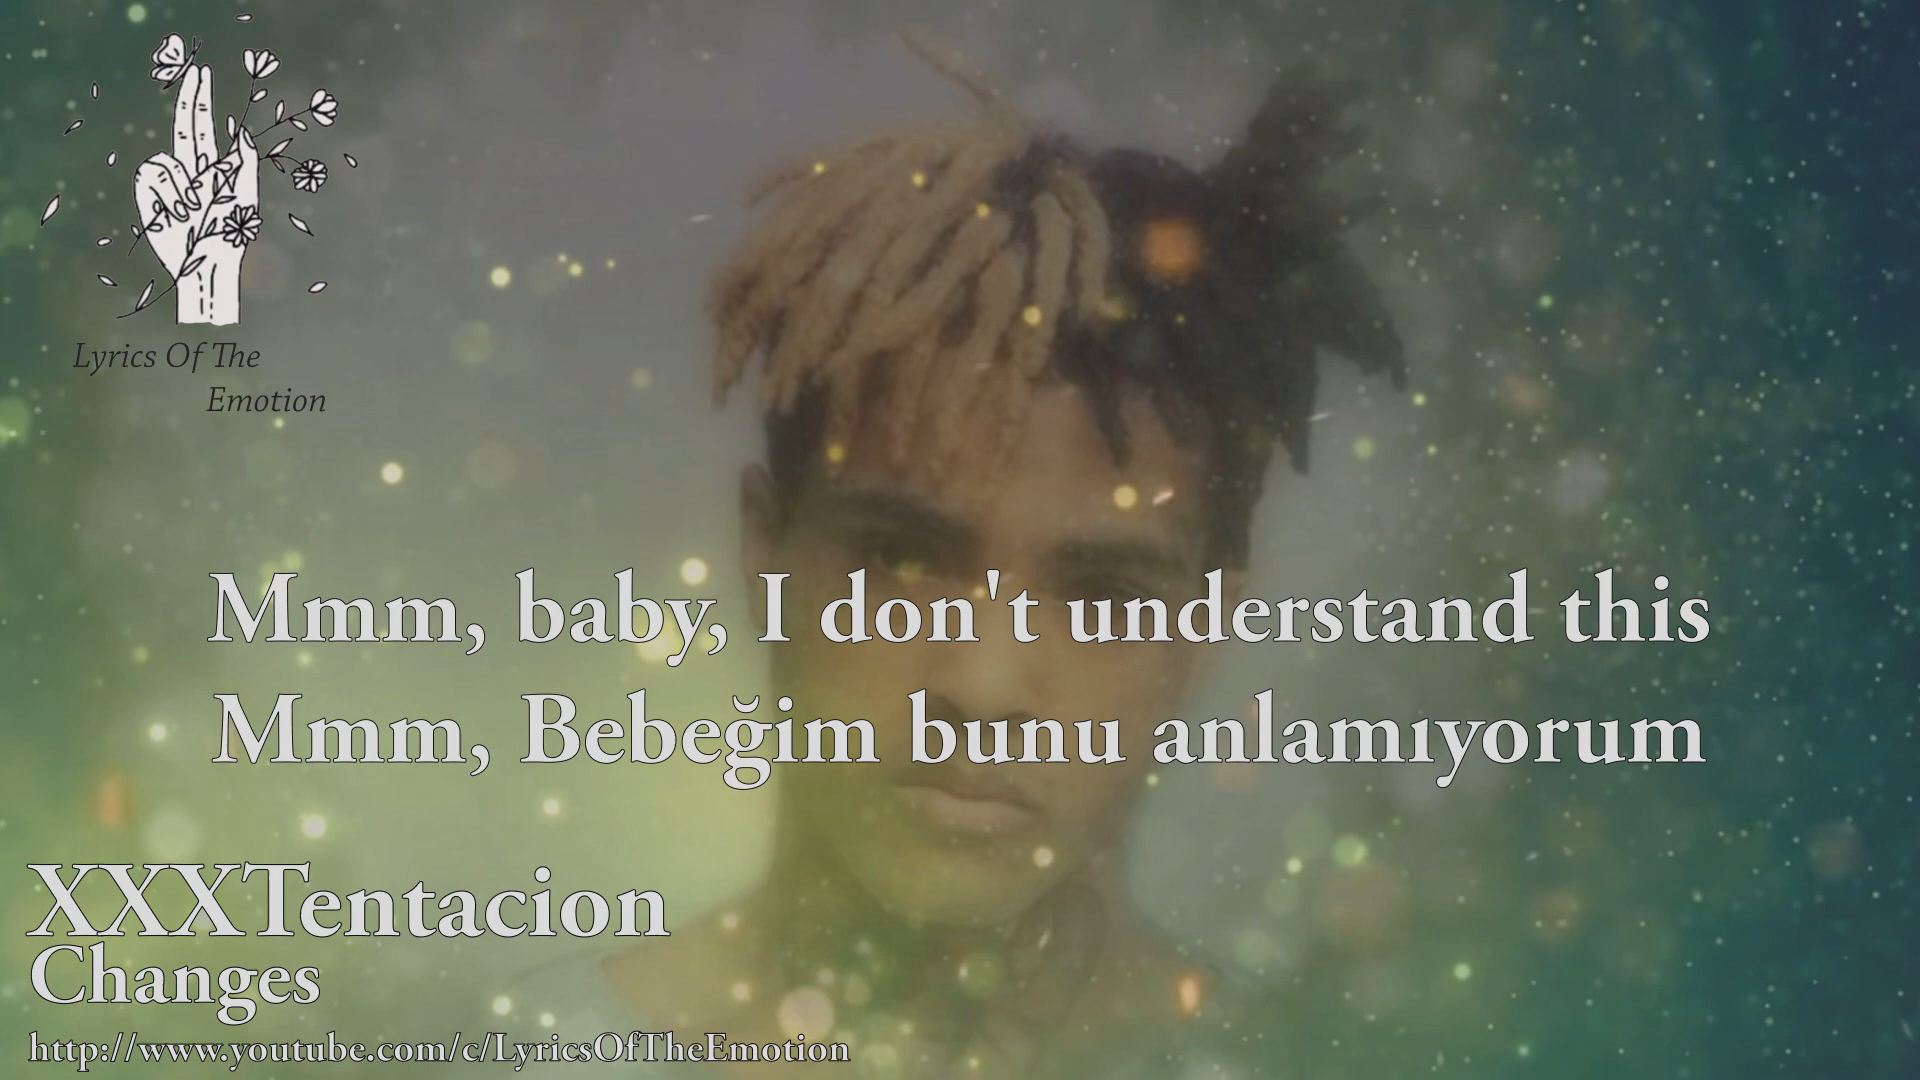 Lyrics Of The
Emotion
Mmm, baby, I don't understand this
Mmm, Bebeğim bunu anlamıyorum
XXXTentacion
Changes
http://www.youtube.com/c/LyricsOfTheEmotion